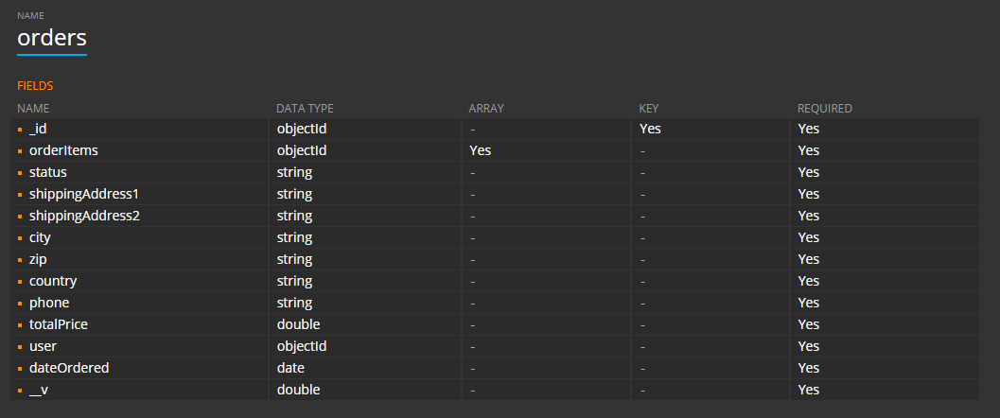 NAME
orders
FIELDS
NAME DATA TYPE ARRAY KEY REQUIRED
_id objectId - Yes Yes
orderItems objectId Yes - Yes
status string - - Yes
shippingAddress1 string - - Yes
shippingAddress2 string - - Yes
city string - - Yes
zip string - - Yes
country string - - Yes
phone string - - Yes
totalPrice double - - Yes
user objectId - - Yes
dateOrdered date - - Yes
__v double - - Yes